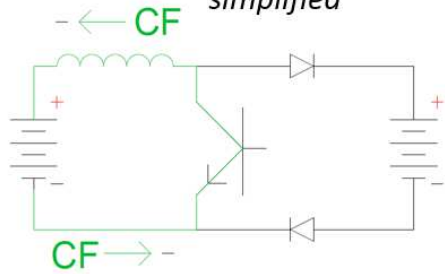 simplified
- ← CF
+
+
-
-
CF → -